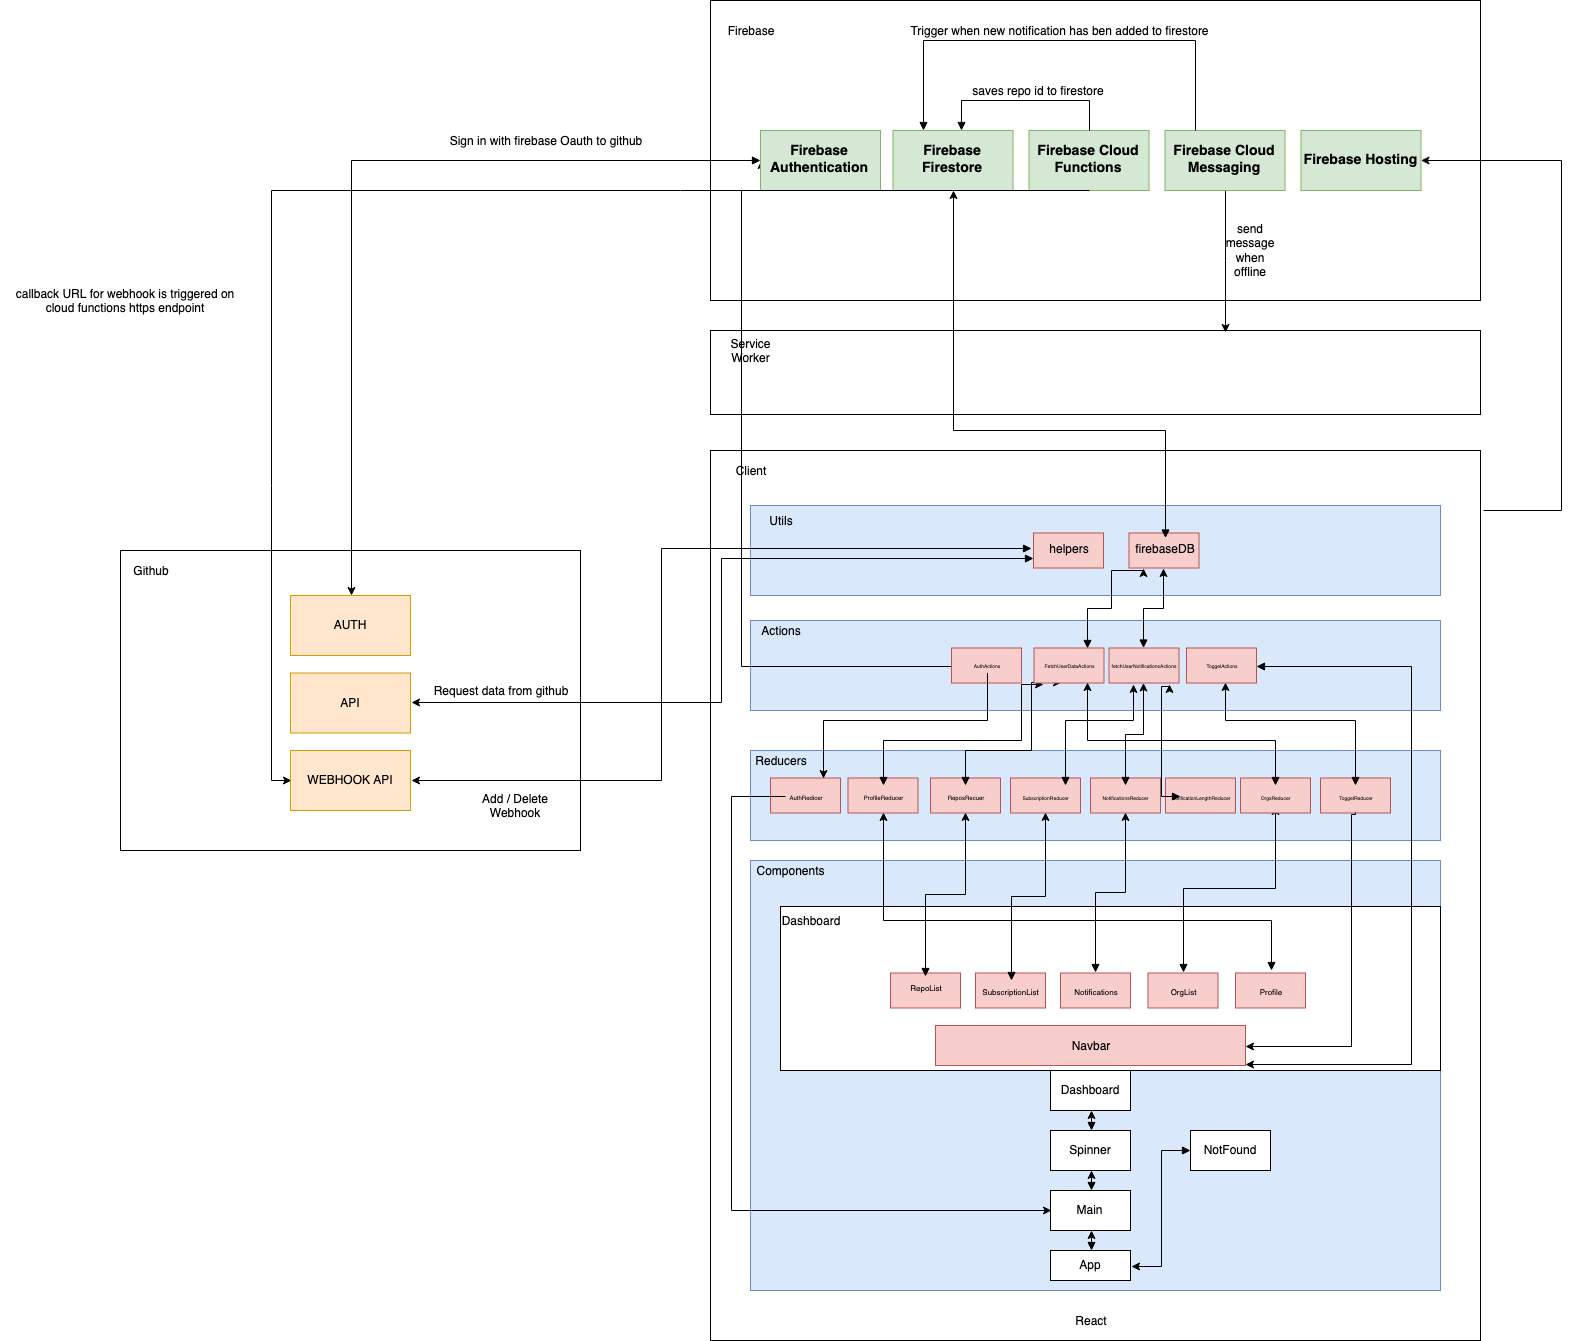 Firebase
Trigger when new notification has ben added to firestore
saves repo id to firestore
Sign in with firebase Oauth to github
Firebase
Authentication
Firebase
Firestore
Firebase Cloud
Functions
Firebase Cloud
Messaging
Firebase Hosting
send
message
when
offline
callback URL for webhook is triggered on
cloud functions https endpoint
Service
Worker
Client
Utils
helpers
firebaseDB
Github
AUTH
API
WEBHOOK API
Request data from github
Add / Delete
Webhook
Actions
AuthActions
FetchUserDataActions
fetchUserNotificationsActions
ToggelActions
Reducers
AuthRedicer
ProfileReducer
ReposRecuer
SubscriptionReducer
NotificationsReducer
OrgsReducer
ToggelReducer
Components
Dashboard
RepoList
SubscriptionList
Notifications
OrgList
Profile
Navbar
Dashboard
Spinner
NotFound
Main
App
React